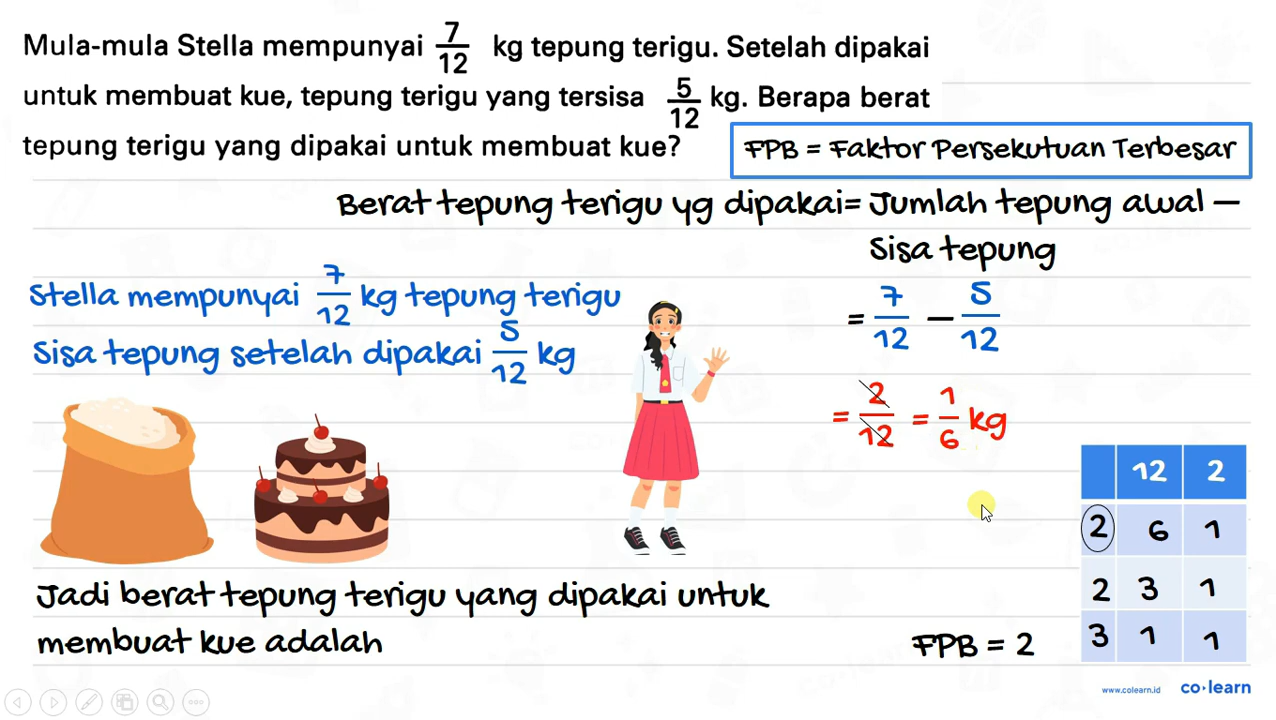 Mula-mula Stella mempunyai 7/12 kg tepung terigu. Setelah dipakai
untuk membuat kue, tepung terigu yang tersisa 5/12 kg. Berapa berat
tepung terigu yang dipakai untuk membuat kue?
FPB = Faktor Persekutuan Terbesar
Berat tepung terigu yg dipakai = Jumlah tepung awal —
Sisa tepung
Stella mempunyai 7/12 kg tepung terigu
Sisa tepung setelah dipakai 5/12 kg
= 7/12 — 5/12
= 2/12 = 1/6 kg
12 2
2 6 1
2 3 1
3 1 1
Jadi berat tepung terigu yang dipakai untuk
membuat kue adalah
FPB = 2
www.colearn.id co·learn